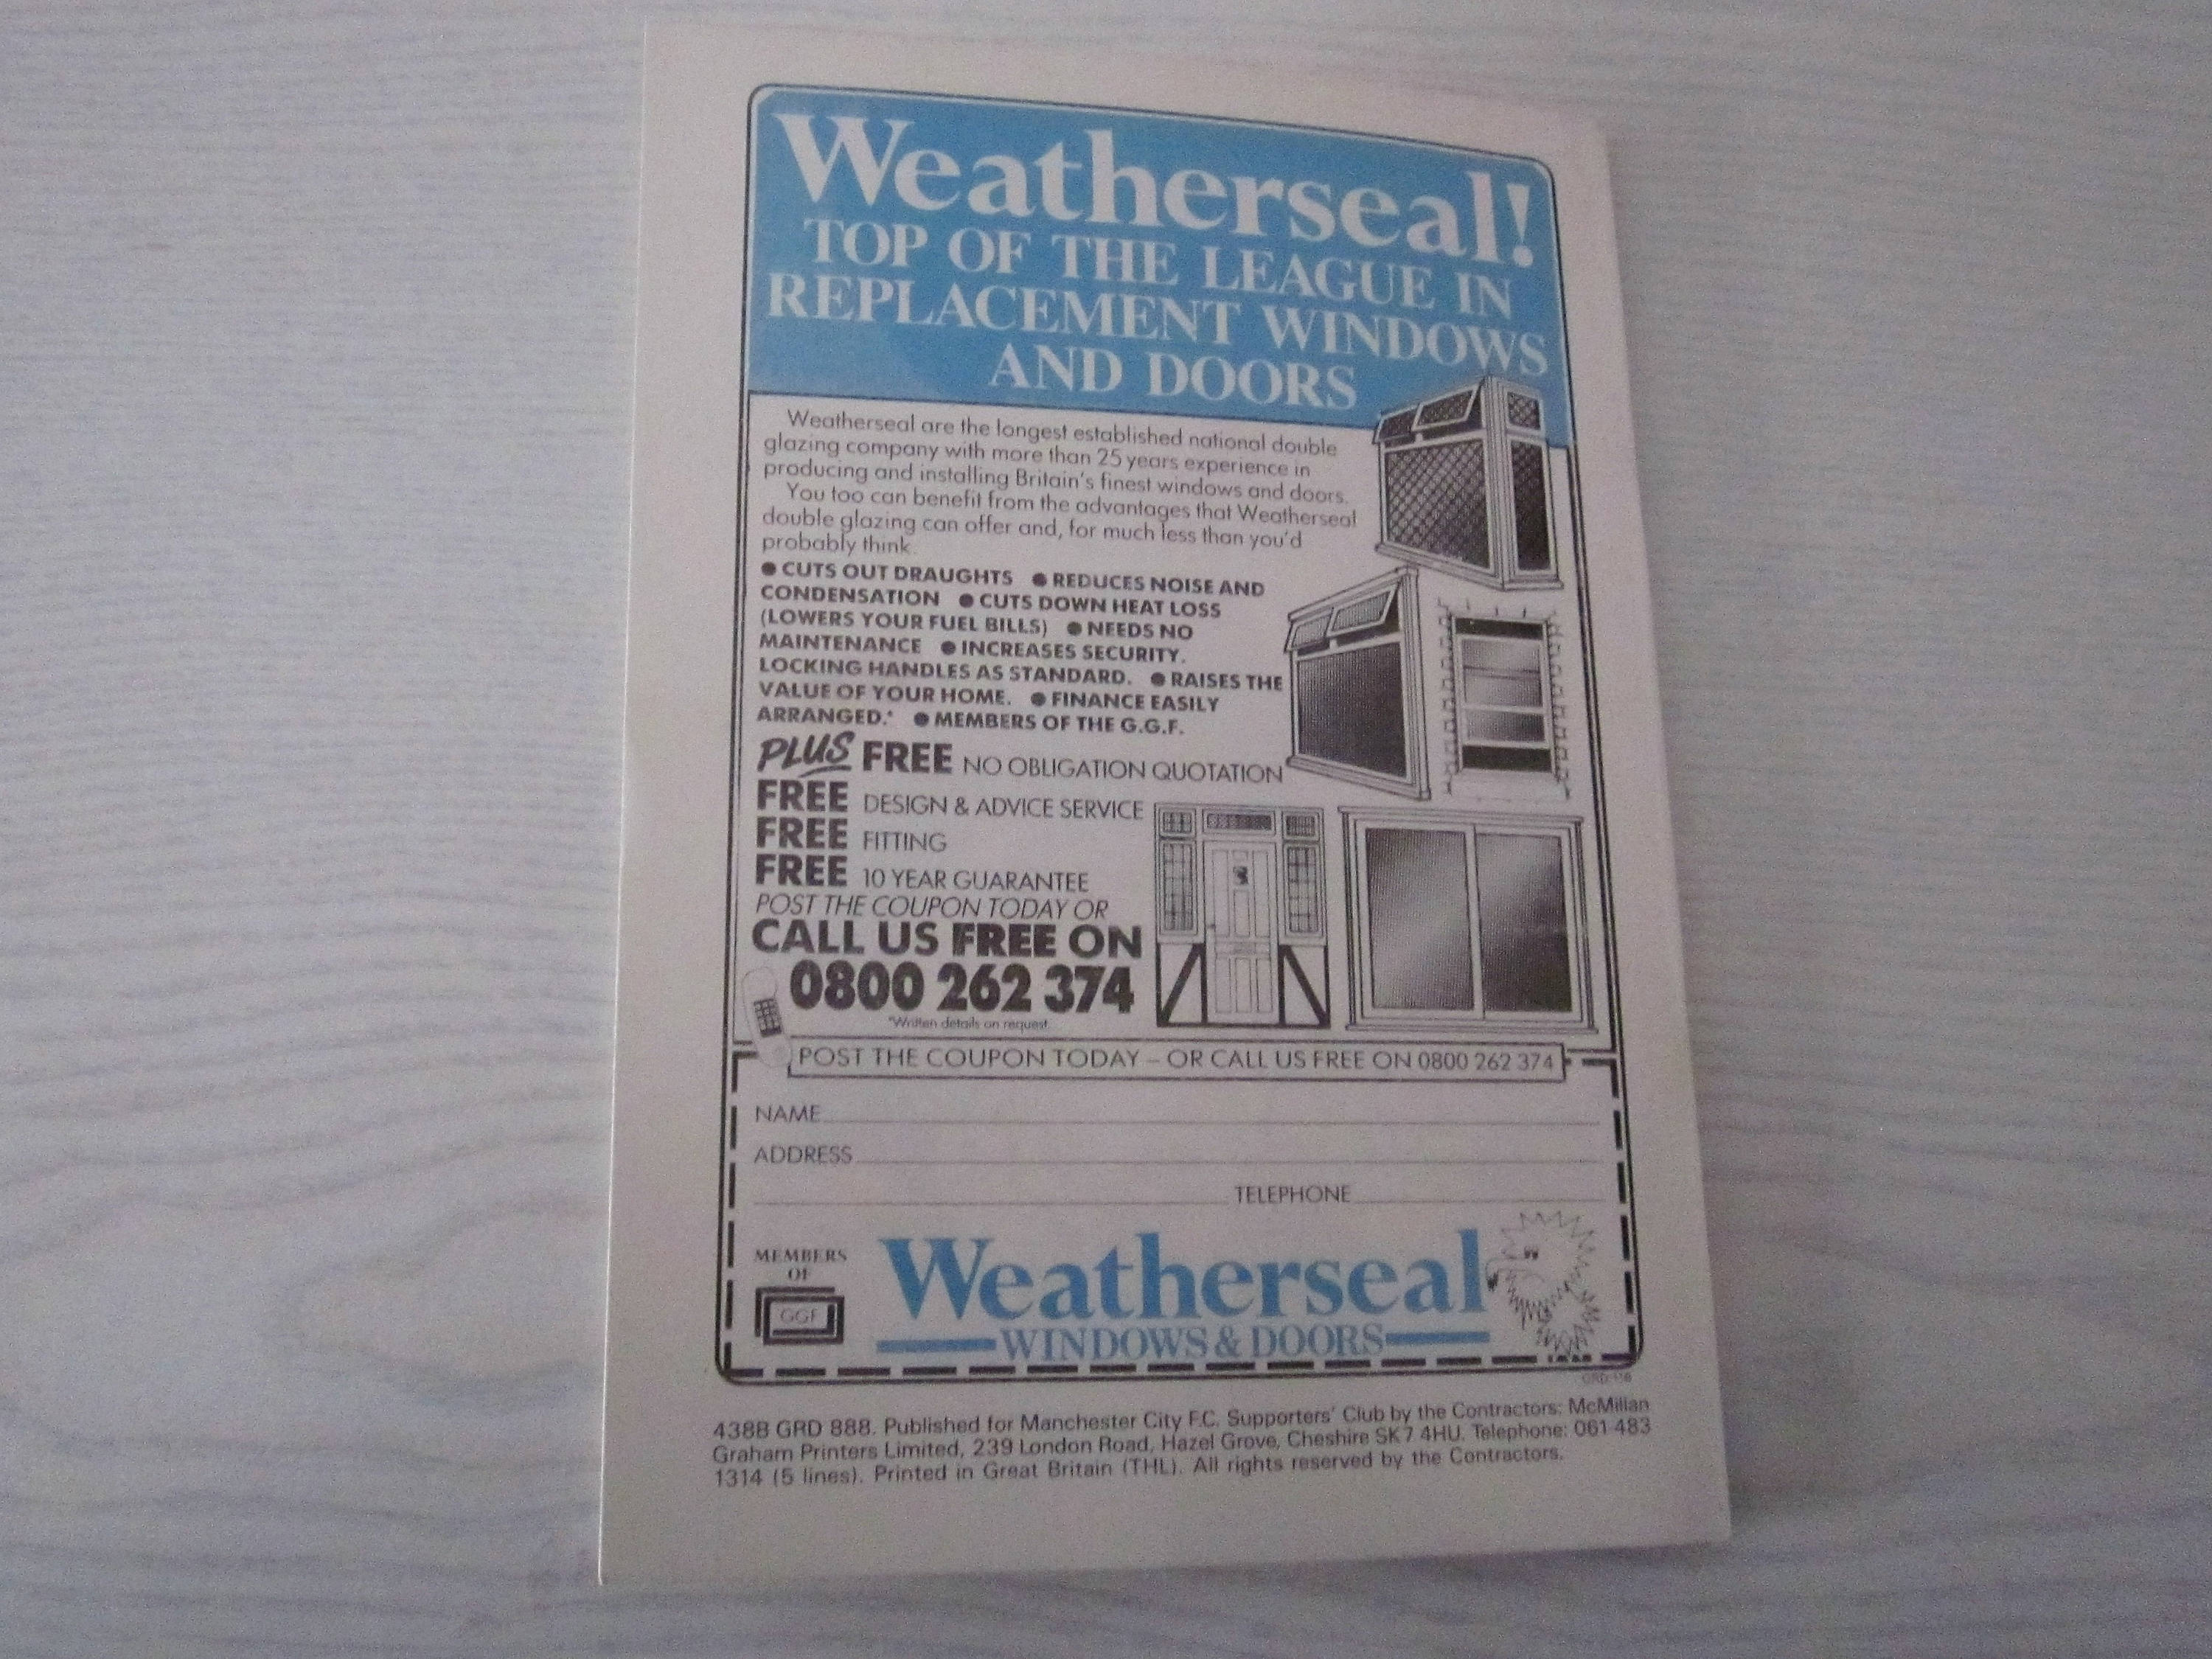 Weatherseal!
TOP OF THE LEAGUE IN
REPLACEMENT WINDOWS
AND DOORS
Weatherseal are the longest established national double
glazing company with more than 25 years experience in
producing and installing Britain's finest windows and doors.
You too can benefit from the advantages that Weatherseal
double glazing can offer and, for much less than you'd
probably think.
● CUTS OUT DRAUGHTS ● REDUCES NOISE AND
CONDENSATION ● CUTS DOWN HEAT LOSS
(LOWERS YOUR FUEL BILLS) ● NEEDS NO
MAINTENANCE ● INCREASES SECURITY.
LOCKING HANDLES AS STANDARD. ● RAISES THE
VALUE OF YOUR HOME. ● FINANCE EASILY
ARRANGED.* ● MEMBERS OF THE G.G.F.
PLUS FREE NO OBLIGATION QUOTATION
FREE DESIGN & ADVICE SERVICE
FREE FITTING
FREE 10 YEAR GUARANTEE
POST THE COUPON TODAY OR
CALL US FREE ON
0800 262 374
*Written details on request.
POST THE COUPON TODAY – OR CALL US FREE ON 0800 262 374
NAME
ADDRESS
TELEPHONE
MEMBERS
OF
GGF
Weatherseal
WINDOWS & DOORS
438B GRD 888. Published for Manchester City F.C. Supporters' Club by the Contractors: McMillan
Graham Printers Limited, 239 London Road, Hazel Grove, Cheshire SK7 4HU. Telephone: 061-483
1314 (5 lines). Printed in Great Britain (THL). All rights reserved by the Contractors.